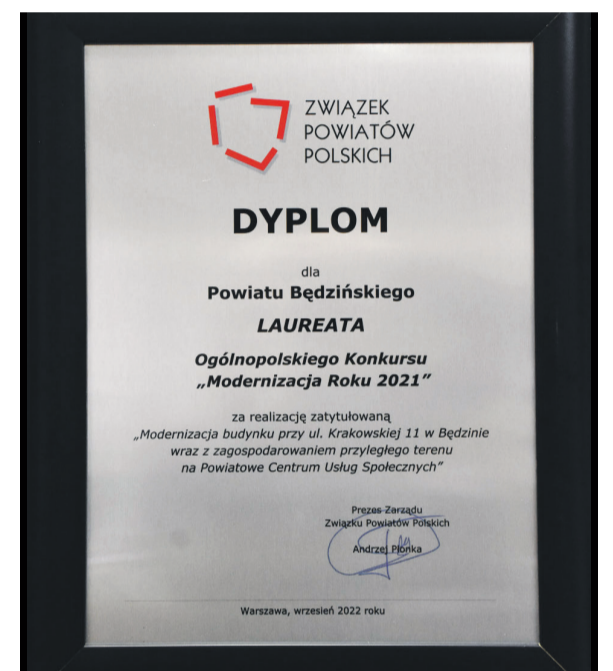 ZWIĄZEK
POWIATÓW
POLSKICH
DYPLOM
dla
Powiatu Będzińskiego
LAUREATA
Ogólnopolskiego Konkursu
„Modernizacja Roku 2021”
za realizację zatytułowaną
„Modernizacja budynku przy ul. Krakowskiej 11 w Będzinie
wraz z zagospodarowaniem przyległego terenu
na Powiatowe Centrum Usług Społecznych”
Prezes Zarządu
Związku Powiatów Polskich
Andrzej Płonka
Warszawa, wrzesień 2022 roku